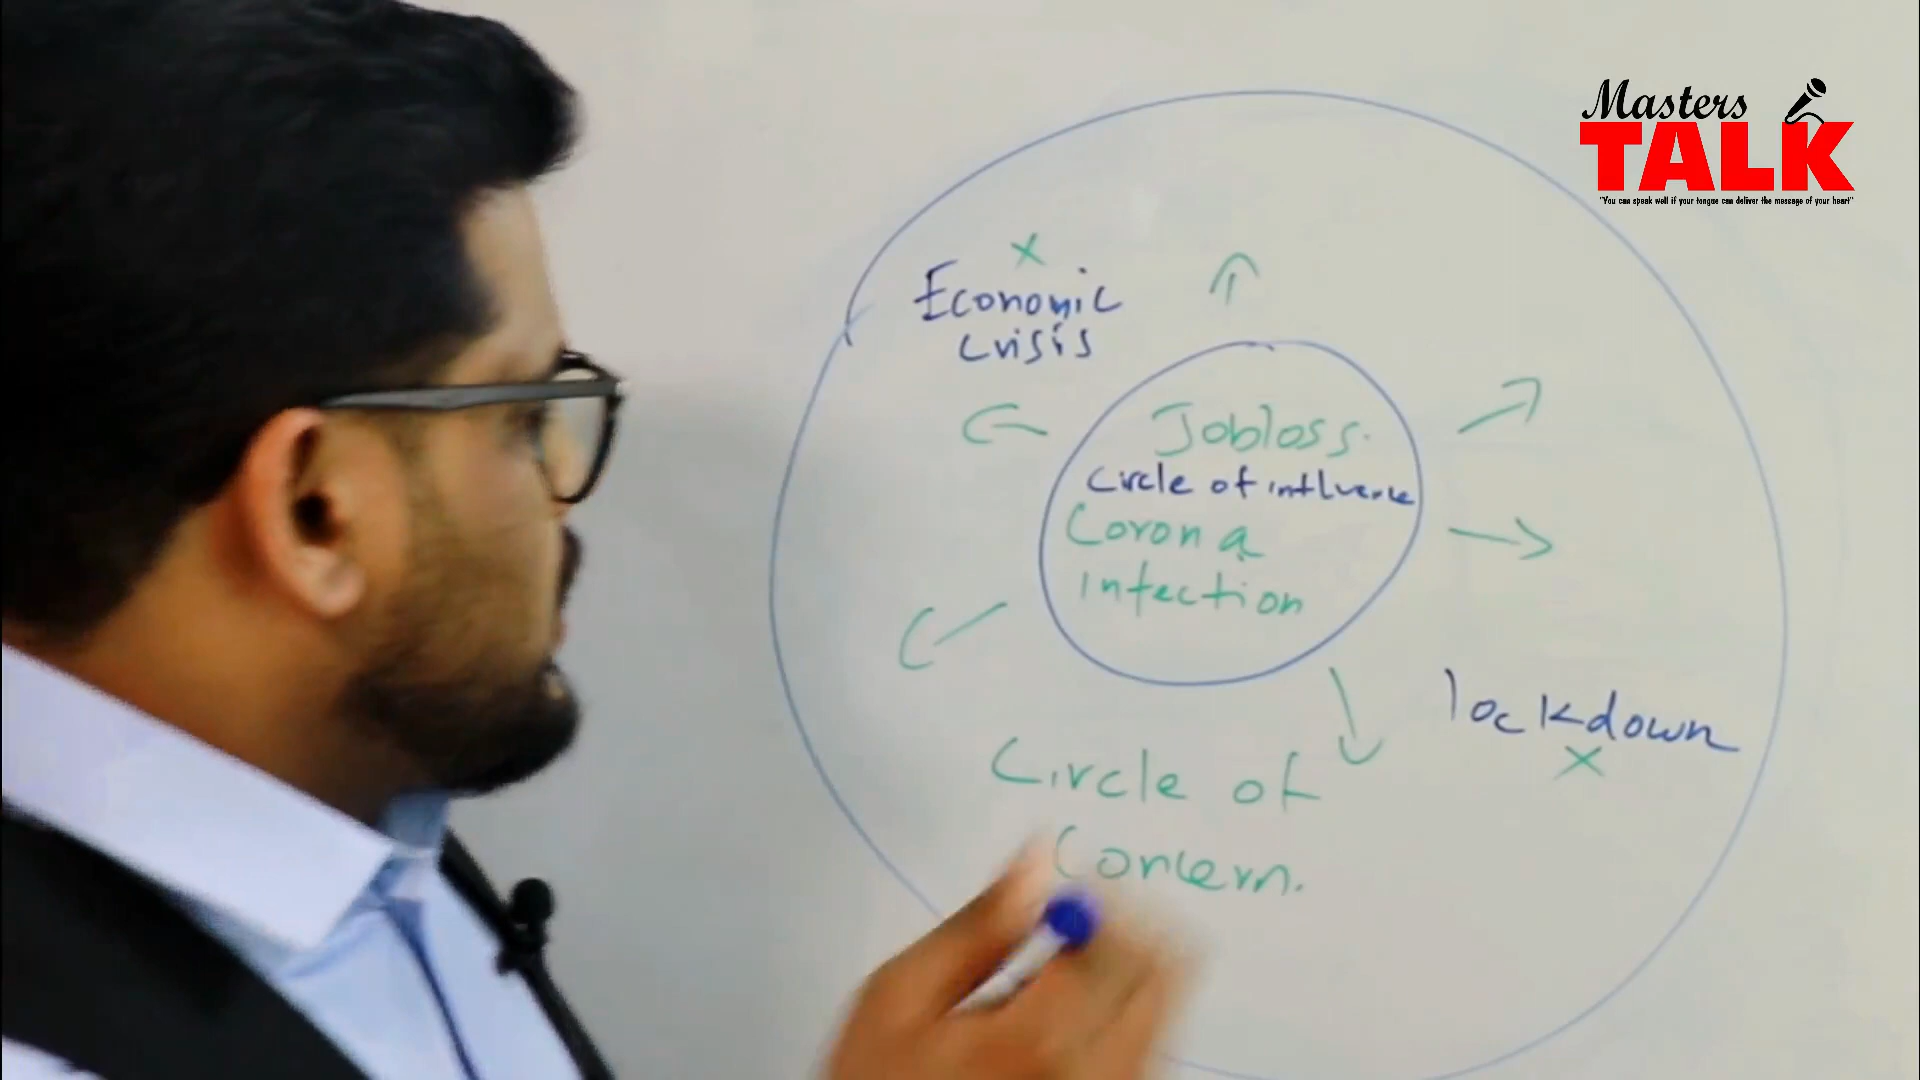 Masters
TALK
"You can speak well if your tongue can deliver the message of your heart"
x
Economic
crisis
Jobloss.
Circle of influence
Corona
infection
lockdown
x
Circle of
Concern.